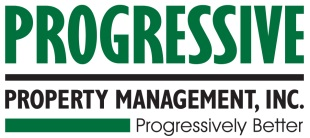 PROGRESSIVE
PROPERTY MANAGEMENT, INC.
Progressively Better